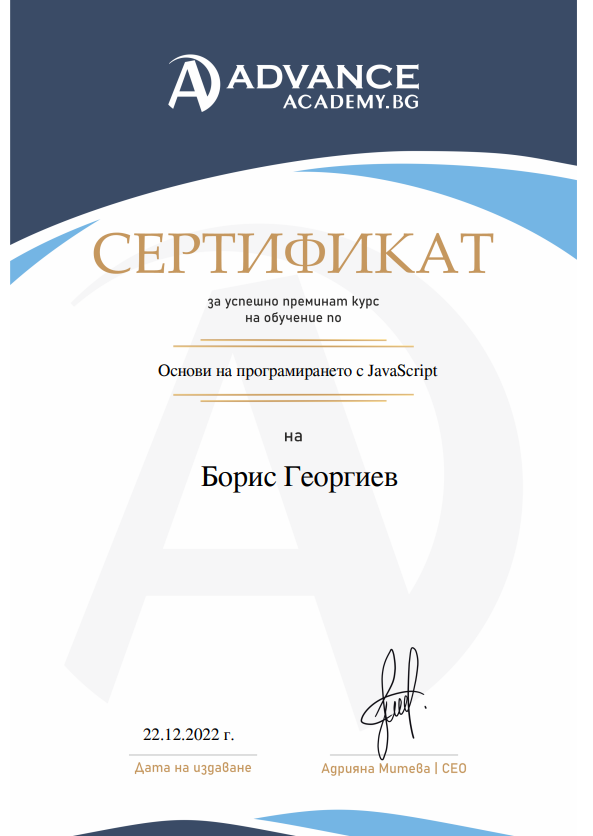 ADVANCE
ACADEMY.BG
СЕРТИФИКАТ
за успешно преминат курс
на обучение по
Основи на програмирането с JavaScript
на
Борис Георгиев
22.12.2022 г.
Дата на издаване
Адрияна Митева | CEO